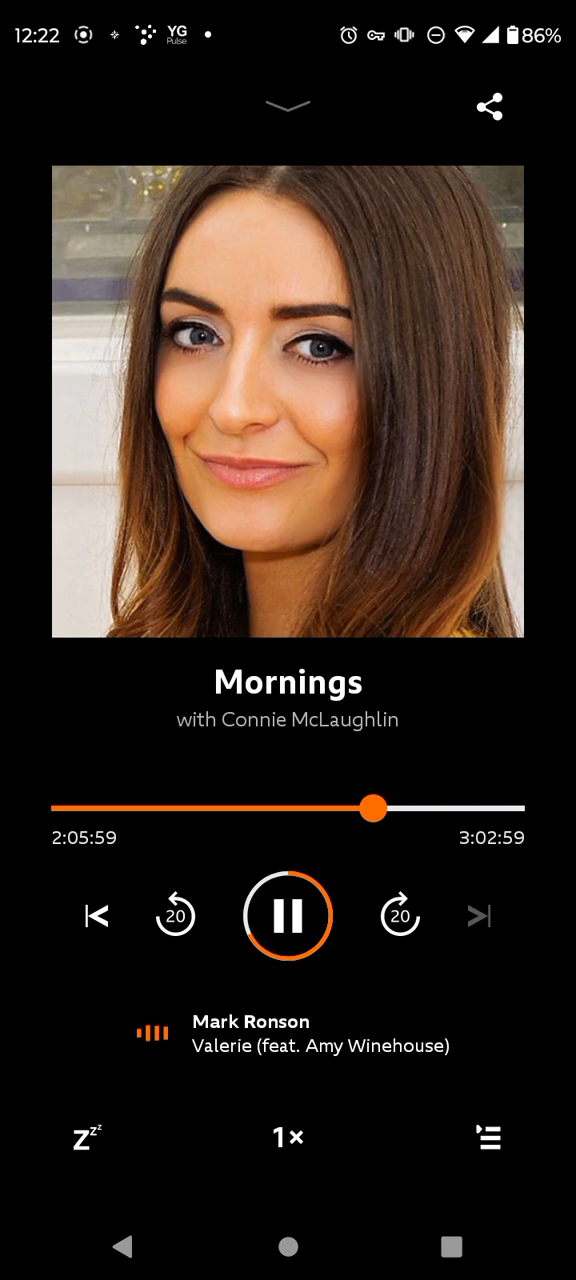 12:22
YG
Pulse
86%
Mornings
with Connie McLaughlin
2:05:59
3:02:59
20
20
Mark Ronson
Valerie (feat. Amy Winehouse)
Zzz
1×